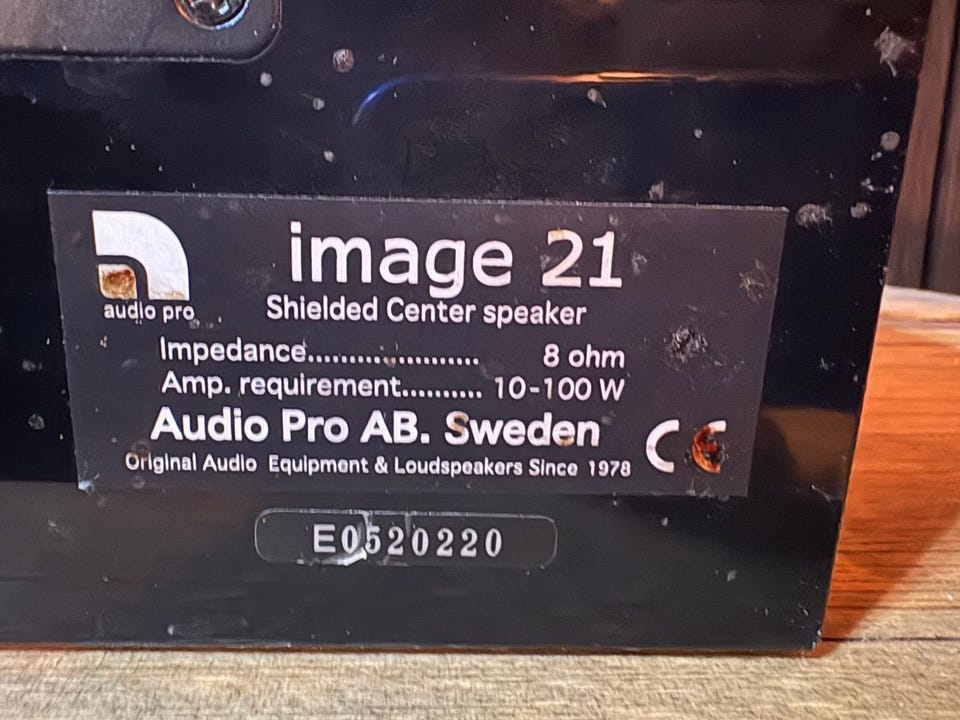 audio pro
image 21
Shielded Center speaker
Impedance..................... 8 ohm
Amp. requirement.......... 10-100 W
Audio Pro AB. Sweden
CE
Original Audio Equipment & Loudspeakers Since 1978
E0520220